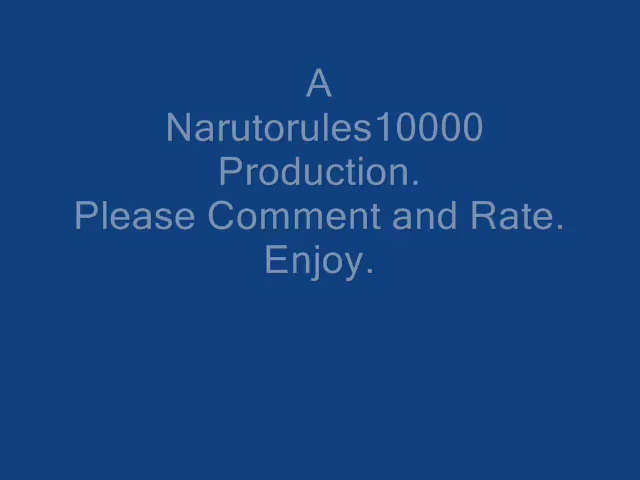 A
Narutorules10000
Production.
Please Comment and Rate.
Enjoy.